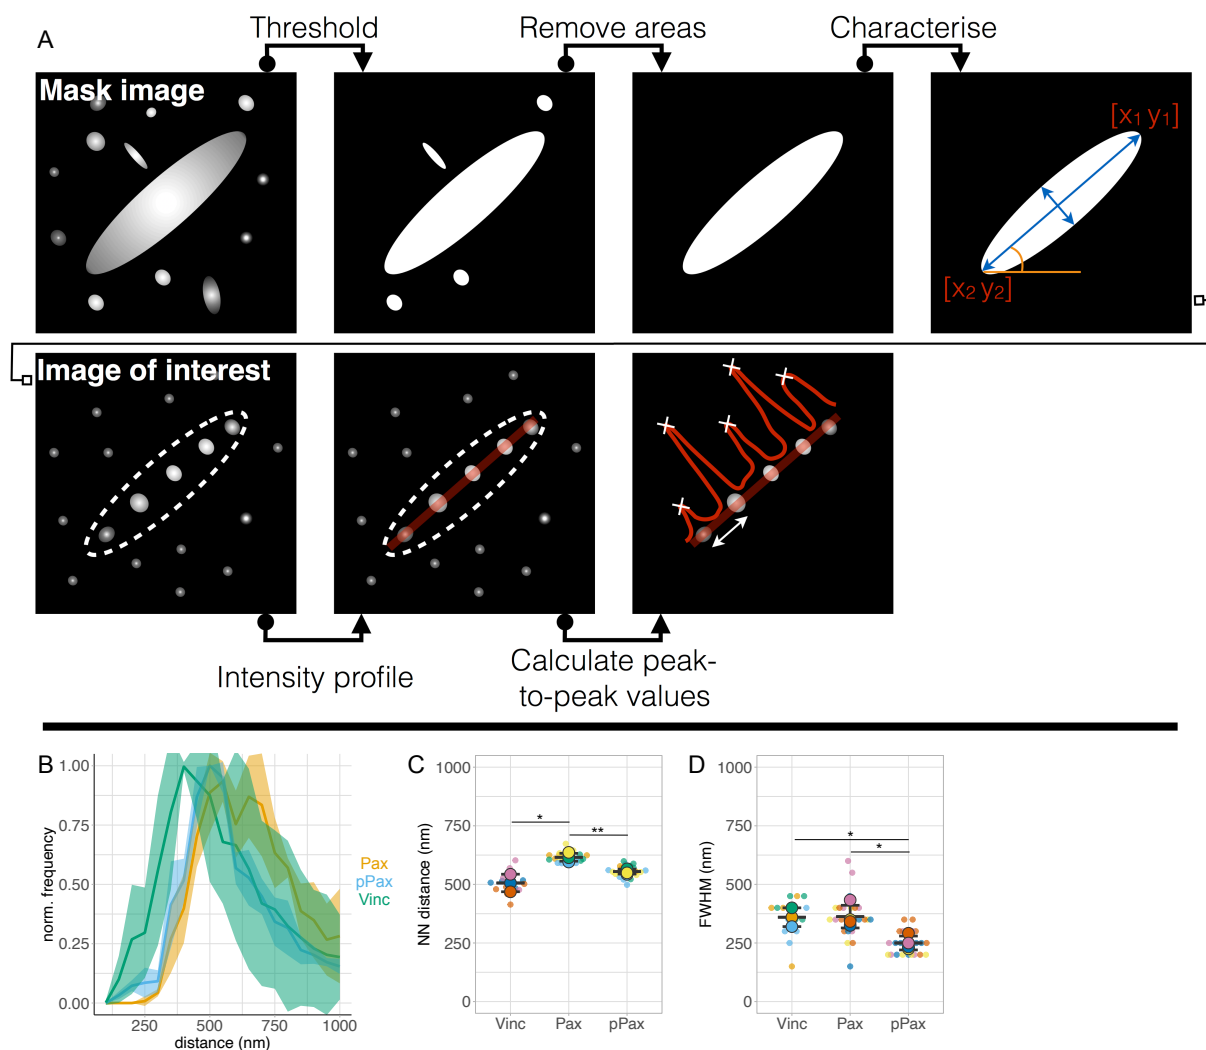 A
Threshold
Remove areas
Characterise
Mask image
[x₁ y₁]
[x₂ y₂]
Image of interest
Intensity profile
Calculate peak-
to-peak values
B
norm. frequency
1.00
0.75
0.50
0.25
0.00
250
500
750
1000
distance (nm)
Pax
pPax
Vinc
C
NN distance (nm)
1000
750
500
250
0
*
**
Vinc
Pax
pPax
D
FWHM (nm)
1000
750
500
250
0
*
*
Vinc
Pax
pPax